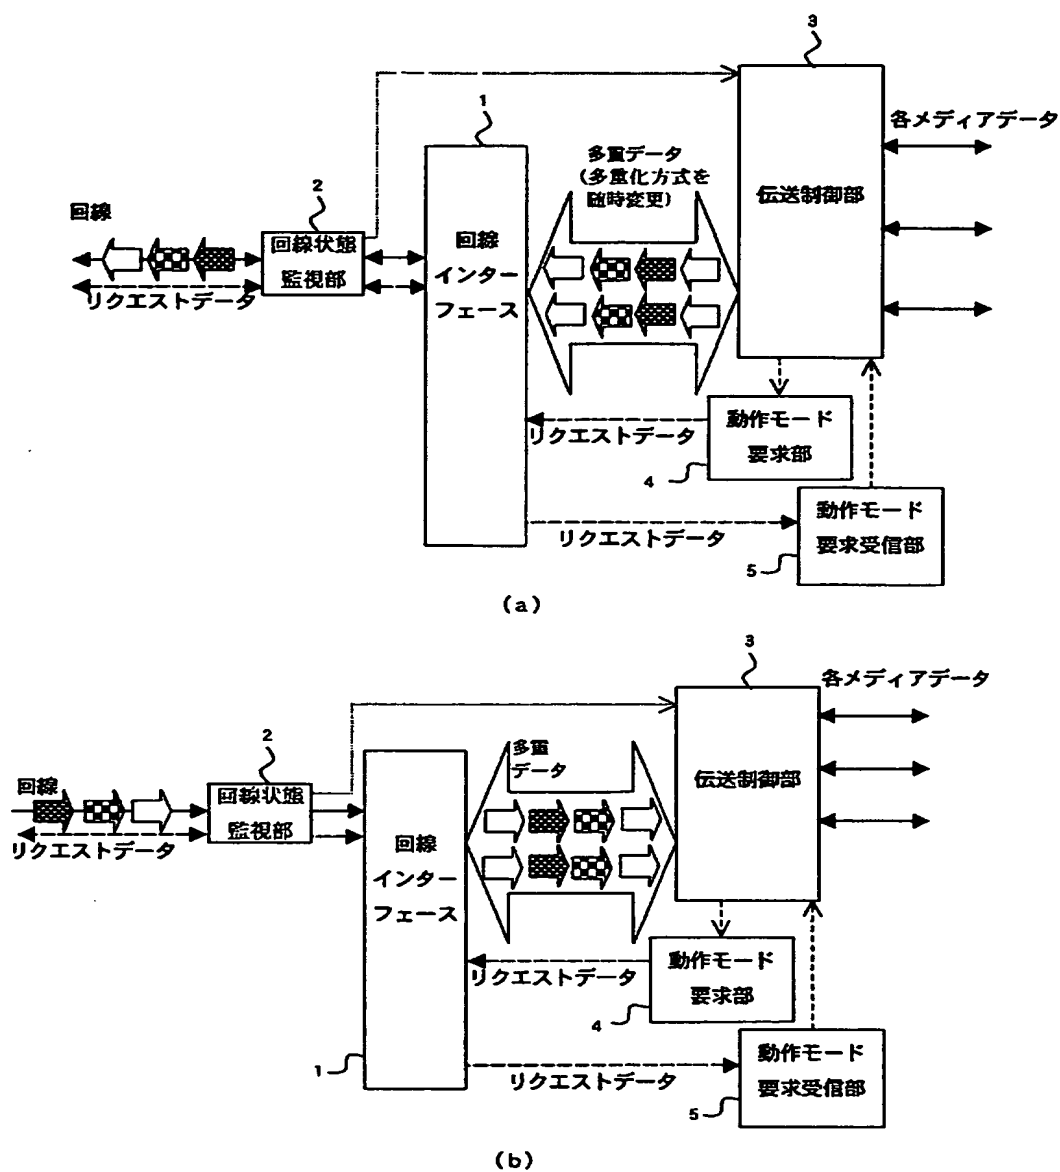 3
1
各メディアデータ
多重データ
(多重化方式を
随時変更)
伝送制御部
2
回線
回線状態
監視部
リクエストデータ
回線
インター
フェース
動作モード
要求部
リクエストデータ
4
動作モード
要求受信部
リクエストデータ
5
(a)
3
各メディアデータ
2
多重
データ
伝送制御部
回線
回線状態
監視部
リクエストデータ
回線
インター
フェース
動作モード
要求部
リクエストデータ
4
動作モード
要求受信部
1
リクエストデータ
5
(b)